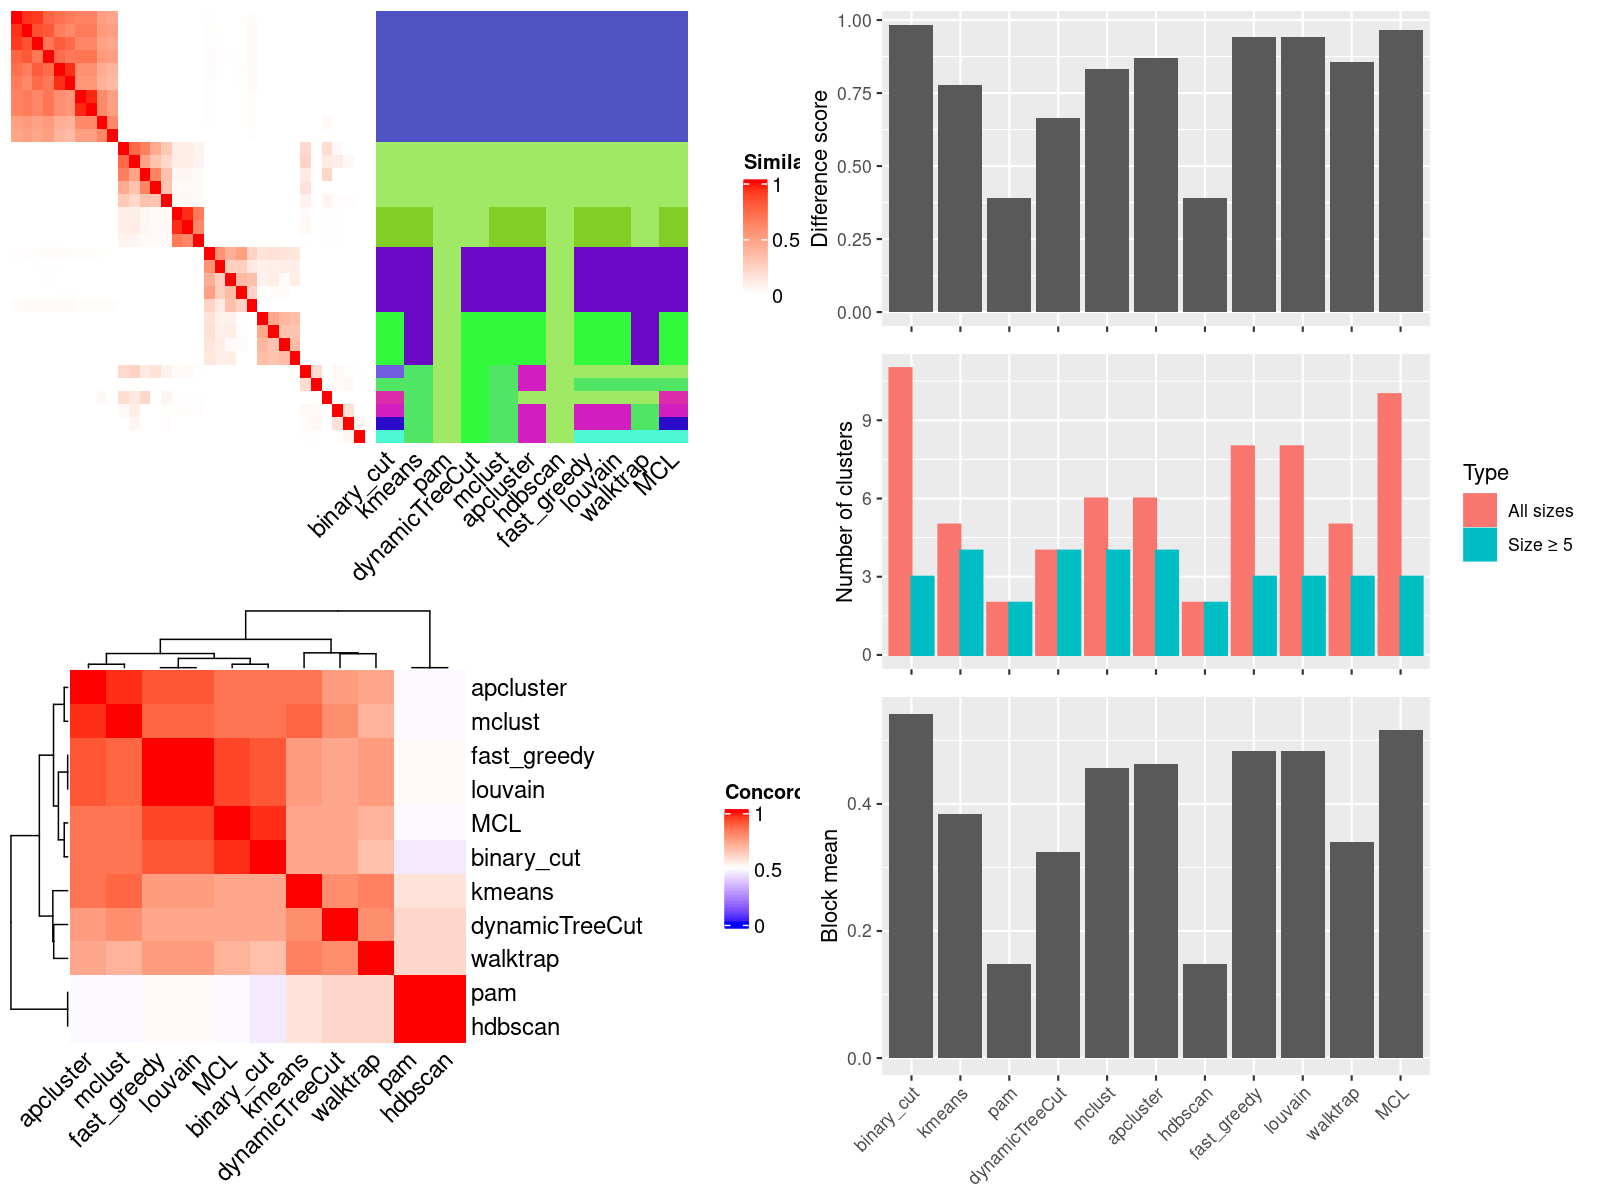 Simila
1
0.5
0
binary_cut
kmeans
pam
dynamicTreeCut
mclust
apcluster
hdbscan
fast_greedy
louvain
walktrap
MCL
apcluster
mclust
fast_greedy
louvain
MCL
binary_cut
kmeans
dynamicTreeCut
walktrap
pam
hdbscan
Concord
1
0.5
0
apcluster
mclust
fast_greedy
louvain
MCL
binary_cut
kmeans
dynamicTreeCut
walktrap
pam
hdbscan
Difference score
1.00
0.75
0.50
0.25
0.00
Number of clusters
9
6
3
0
Type
All sizes
Size ≥ 5
Block mean
0.4
0.2
0.0
binary_cut
kmeans
pam
dynamicTreeCut
mclust
apcluster
hdbscan
fast_greedy
louvain
walktrap
MCL